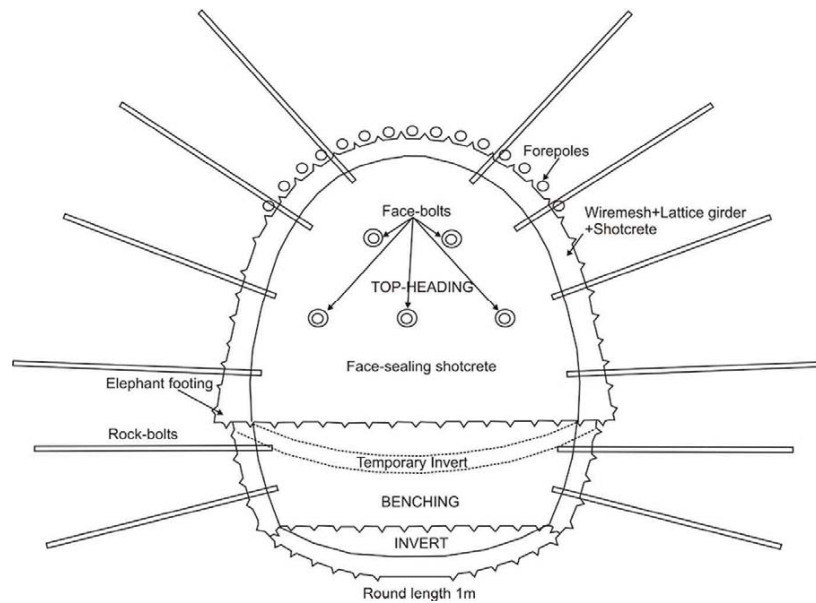 Forepoles
Face-bolts
Wiremesh+Lattice girder
+Shotcrete
TOP-HEADING
Face-sealing shotcrete
Elephant footing
Rock-bolts
Temporary Invert
BENCHING
INVERT
Round length 1m